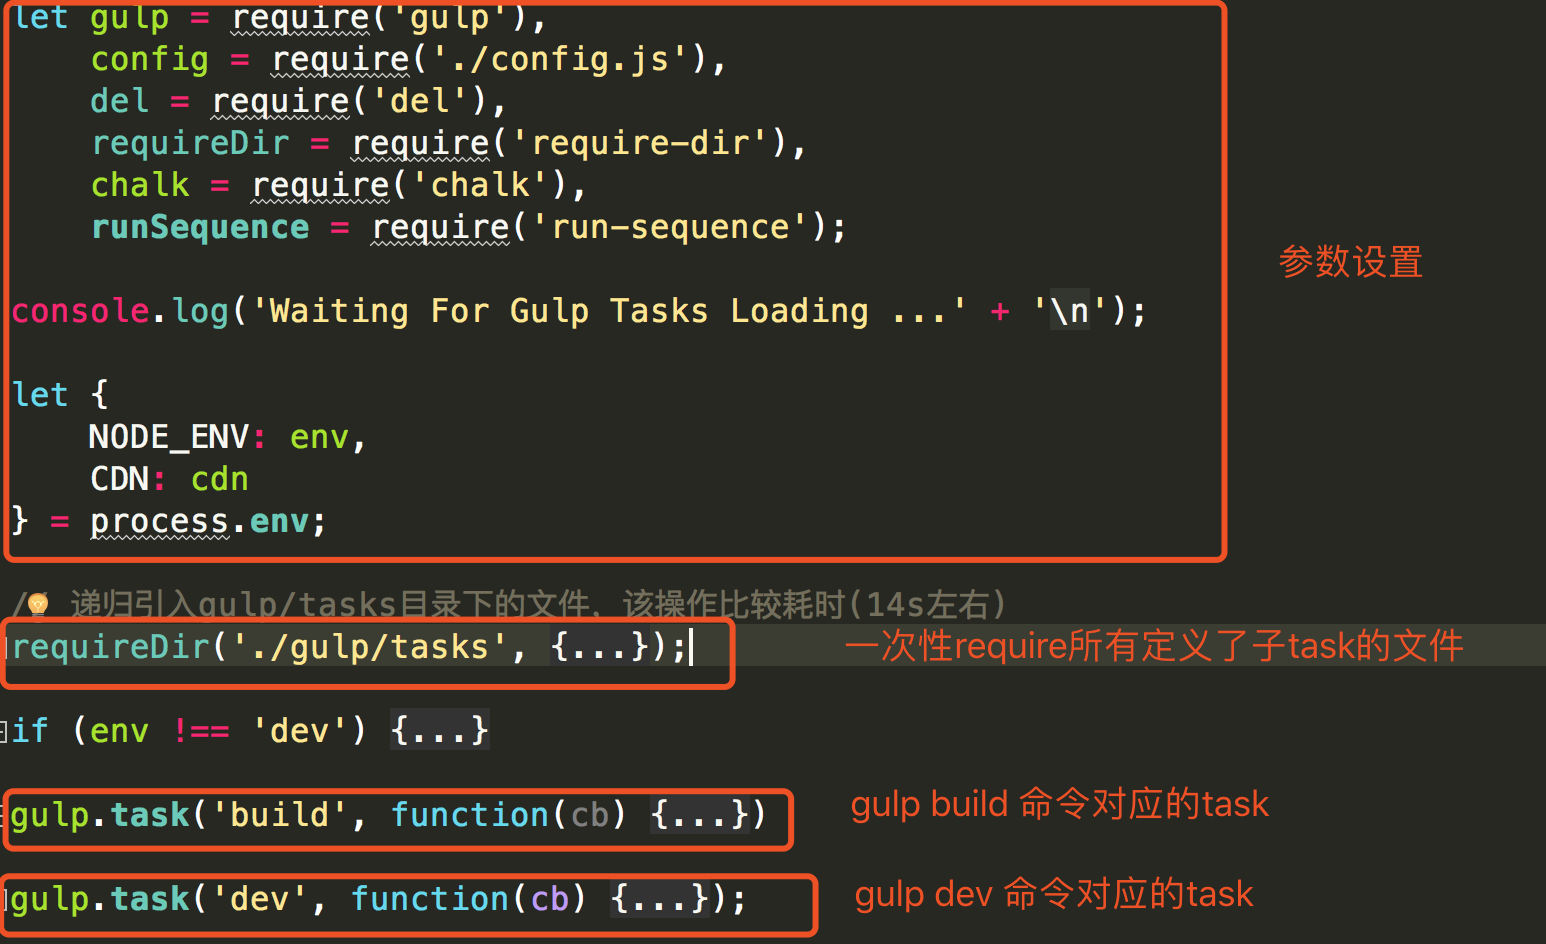 let gulp = require('gulp'),
config = require('./config.js'),
del = require('del'),
requireDir = require('require-dir'),
chalk = require('chalk'),
runSequence = require('run-sequence');
参数设置
console.log('Waiting For Gulp Tasks Loading ...' + '\n');
let {
NODE_ENV: env,
CDN: cdn
} = process.env;
// 递归引入gulp/tasks目录下的文件，该操作比较耗时(14s左右)
requireDir('./gulp/tasks', {...});
一次性require所有定义了子task的文件
if (env !== 'dev') {...}
gulp.task('build', function(cb) {...})
gulp build 命令对应的task
gulp.task('dev', function(cb) {...});
gulp dev 命令对应的task